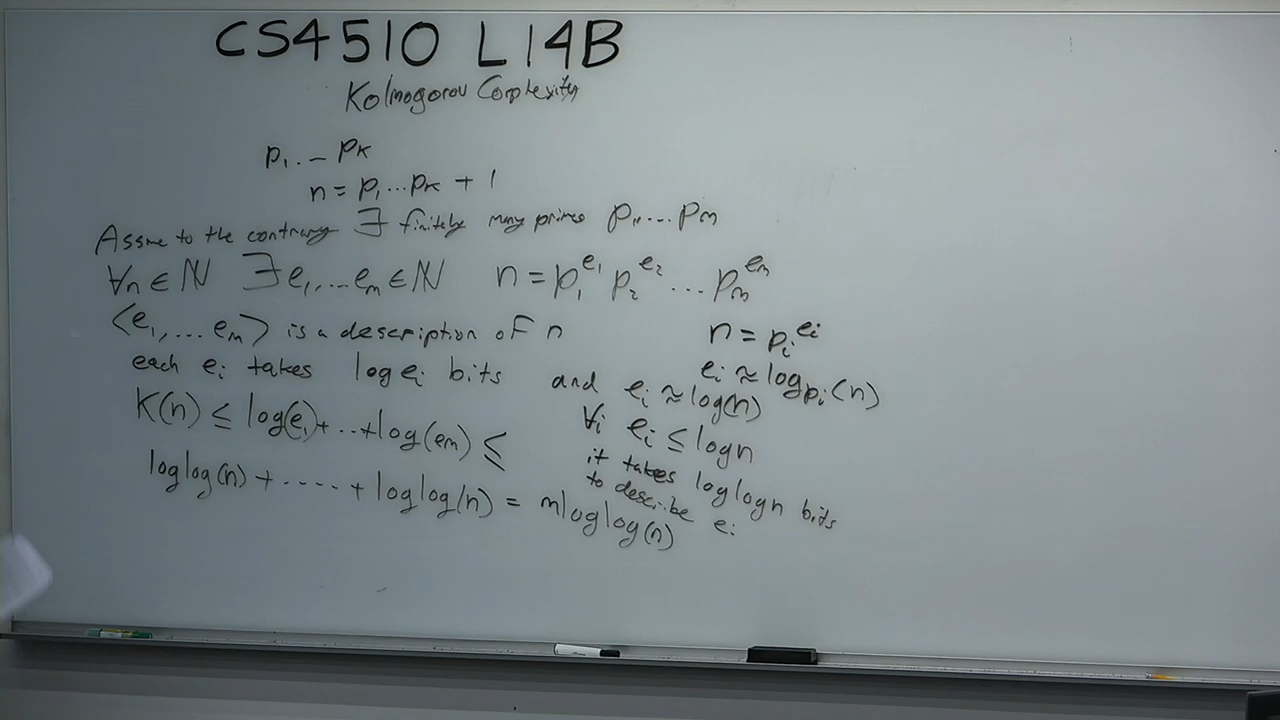 CS4510 L14B
Kolmogorov Complexity
p₁... pₖ
n = p₁...pₖ + 1
Assume to the contrary ∃ finitely many primes p₁,...pₘ
∀n ∈ ℕ ∃ e₁,...eₘ ∈ ℕ n = p₁^e₁ p₂^e₂ ... pₘ^eₘ
⟨e₁,...eₘ⟩ is a description of n
each eᵢ takes log eᵢ bits and eᵢ ≈ log(n)
K(n) ≤ log(e₁)+...+log(eₘ) ≤
loglog(n) + ..... + loglog(n) = m loglog(n)
n = pᵢ^eᵢ
eᵢ ≈ log_pᵢ(n)
∀i eᵢ ≤ log n
it takes loglog n bits
to describe eᵢ